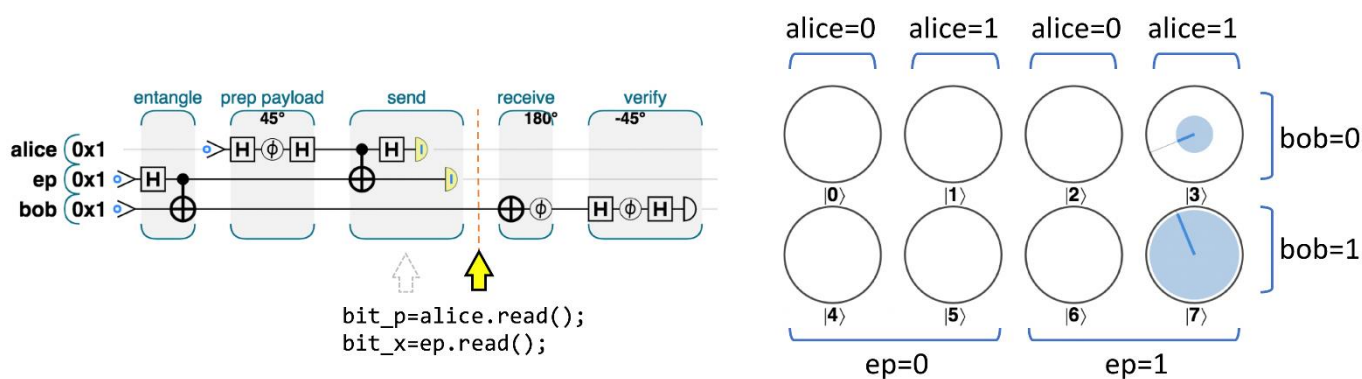 entangle prep payload send receive verify
45° 180° -45°
alice 0x1 H ϕ H H
ep 0x1 H
bob 0x1 ϕ H ϕ H
bit_p=alice.read();
bit_x=ep.read();
alice=0 alice=1 alice=0 alice=1
|0⟩ |1⟩ |2⟩ |3⟩
bob=0
|4⟩ |5⟩ |6⟩ |7⟩
bob=1
ep=0 ep=1